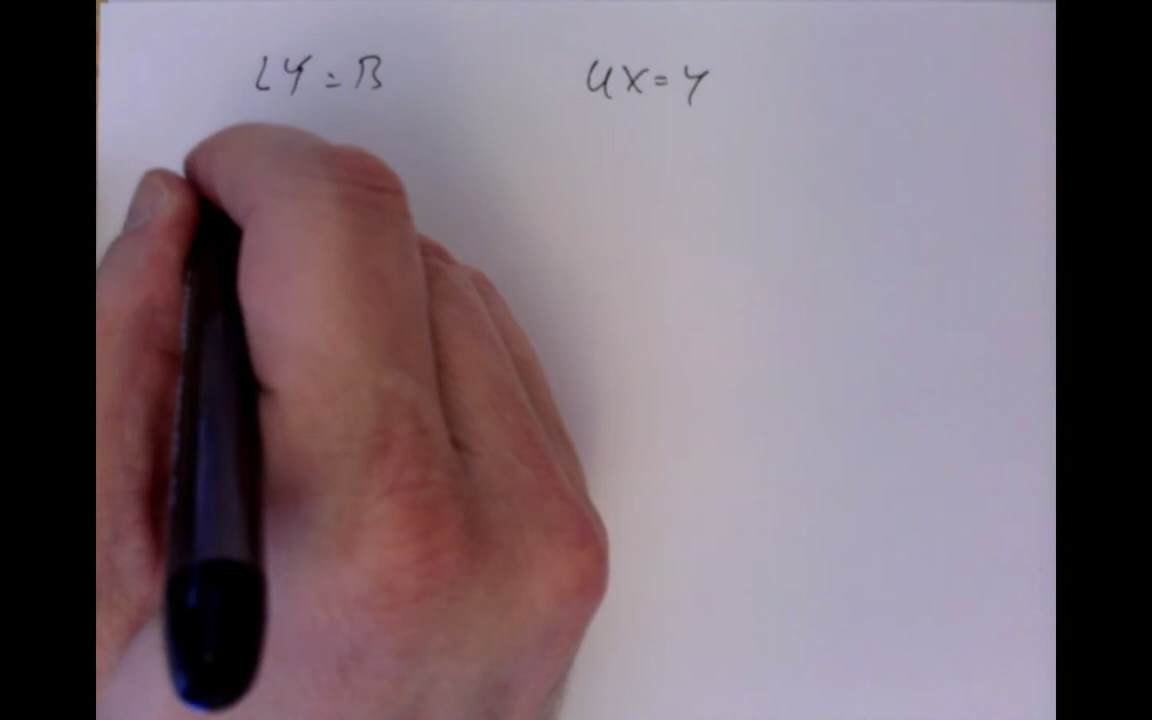 LY = B
UX = Y